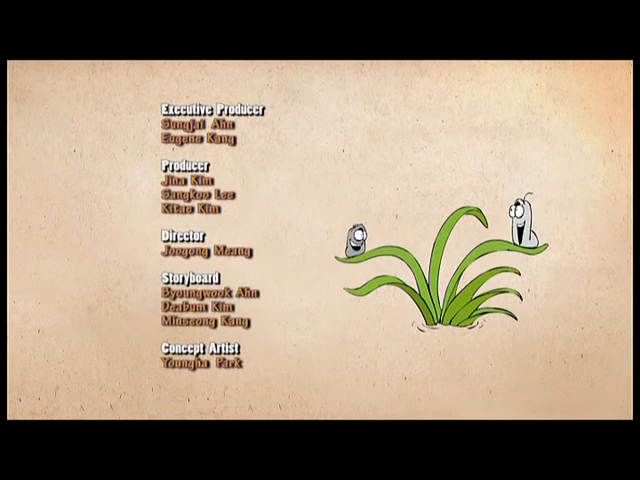 Executive Producer
Sungjai Ahn
Eugene Kang
Producer
Jina Kim
Sangkoo Lee
Kitae Kim
Director
Joogong Maeng
Storyboard
Byoungwook Ahn
Deabum Kim
Minseong Kang
Concept Artist
Youngha Park